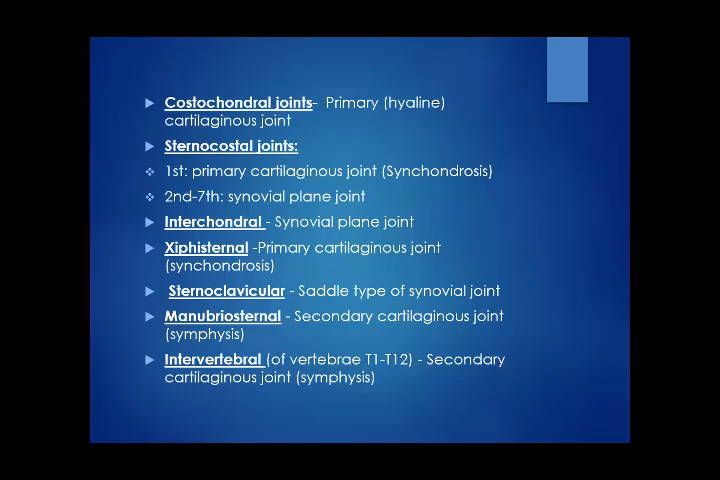 Costochondral joints-  Primary (hyaline)
cartilaginous joint
Sternocostal joints:
1st: primary cartilaginous joint (Synchondrosis)
2nd-7th: synovial plane joint
Interchondral - Synovial plane joint
Xiphisternal -Primary cartilaginous joint
(synchondrosis)
Sternoclavicular - Saddle type of synovial joint
Manubriosternal - Secondary cartilaginous joint
(symphysis)
Intervertebral (of vertebrae T1-T12) - Secondary
cartilaginous joint (symphysis)